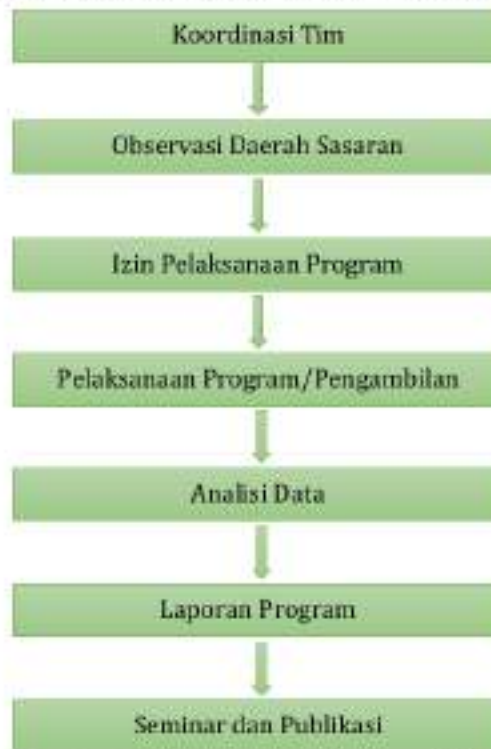 Koordinasi Tim
Observasi Daerah Sasaran
Izin Pelaksanaan Program
Pelaksanaan Program/Pengambilan
Analisi Data
Laporan Program
Seminar dan Publikasi